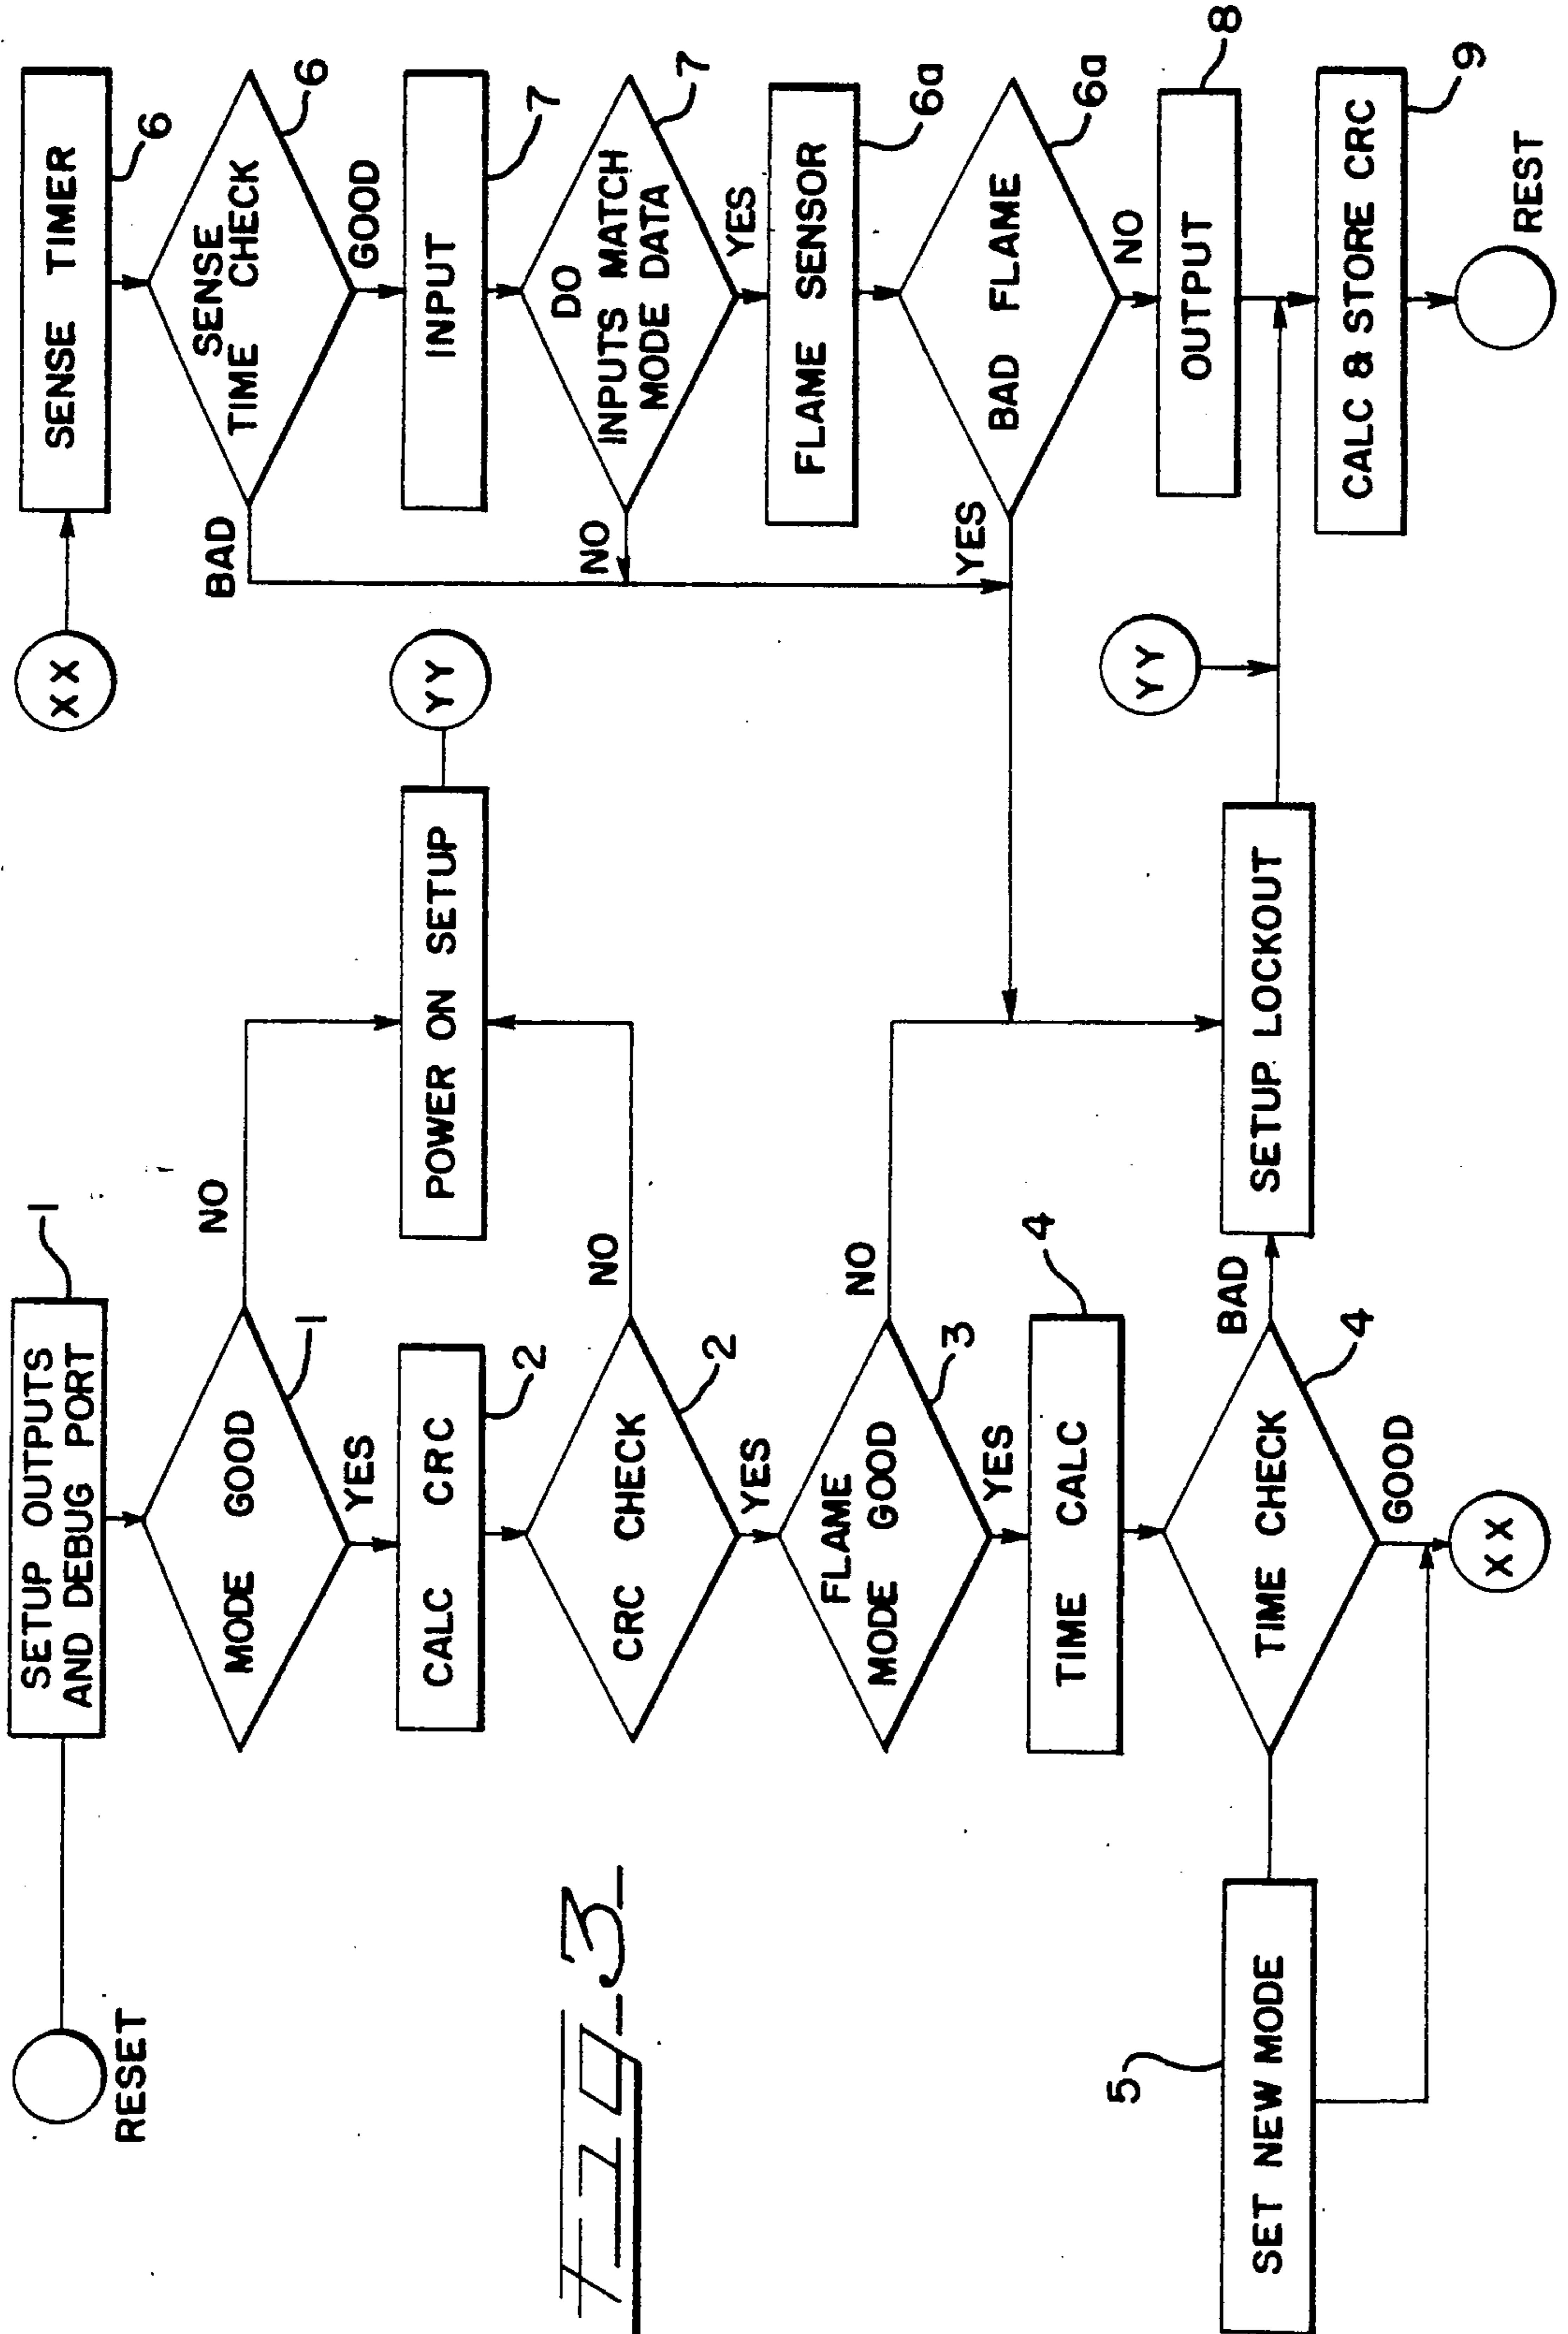 RESET
SETUP OUTPUTS
AND DEBUG PORT
1
MODE GOOD
1
NO
YES
CALC CRC
2
POWER ON SETUP
YY
CRC CHECK
2
NO
YES
FLAME
MODE GOOD
3
NO
YES
TIME CALC
4
TIME CHECK
4
BAD
GOOD
SETUP LOCKOUT
5
SET NEW MODE
XX
XX
SENSE TIMER
6
SENSE
TIME CHECK
6
BAD
GOOD
INPUT
7
DO
INPUTS MATCH
MODE DATA
7
NO
YES
FLAME SENSOR
6a
BAD FLAME
6a
YES
NO
OUTPUT
8
YY
CALC & STORE CRC
9
REST
FIG. 3